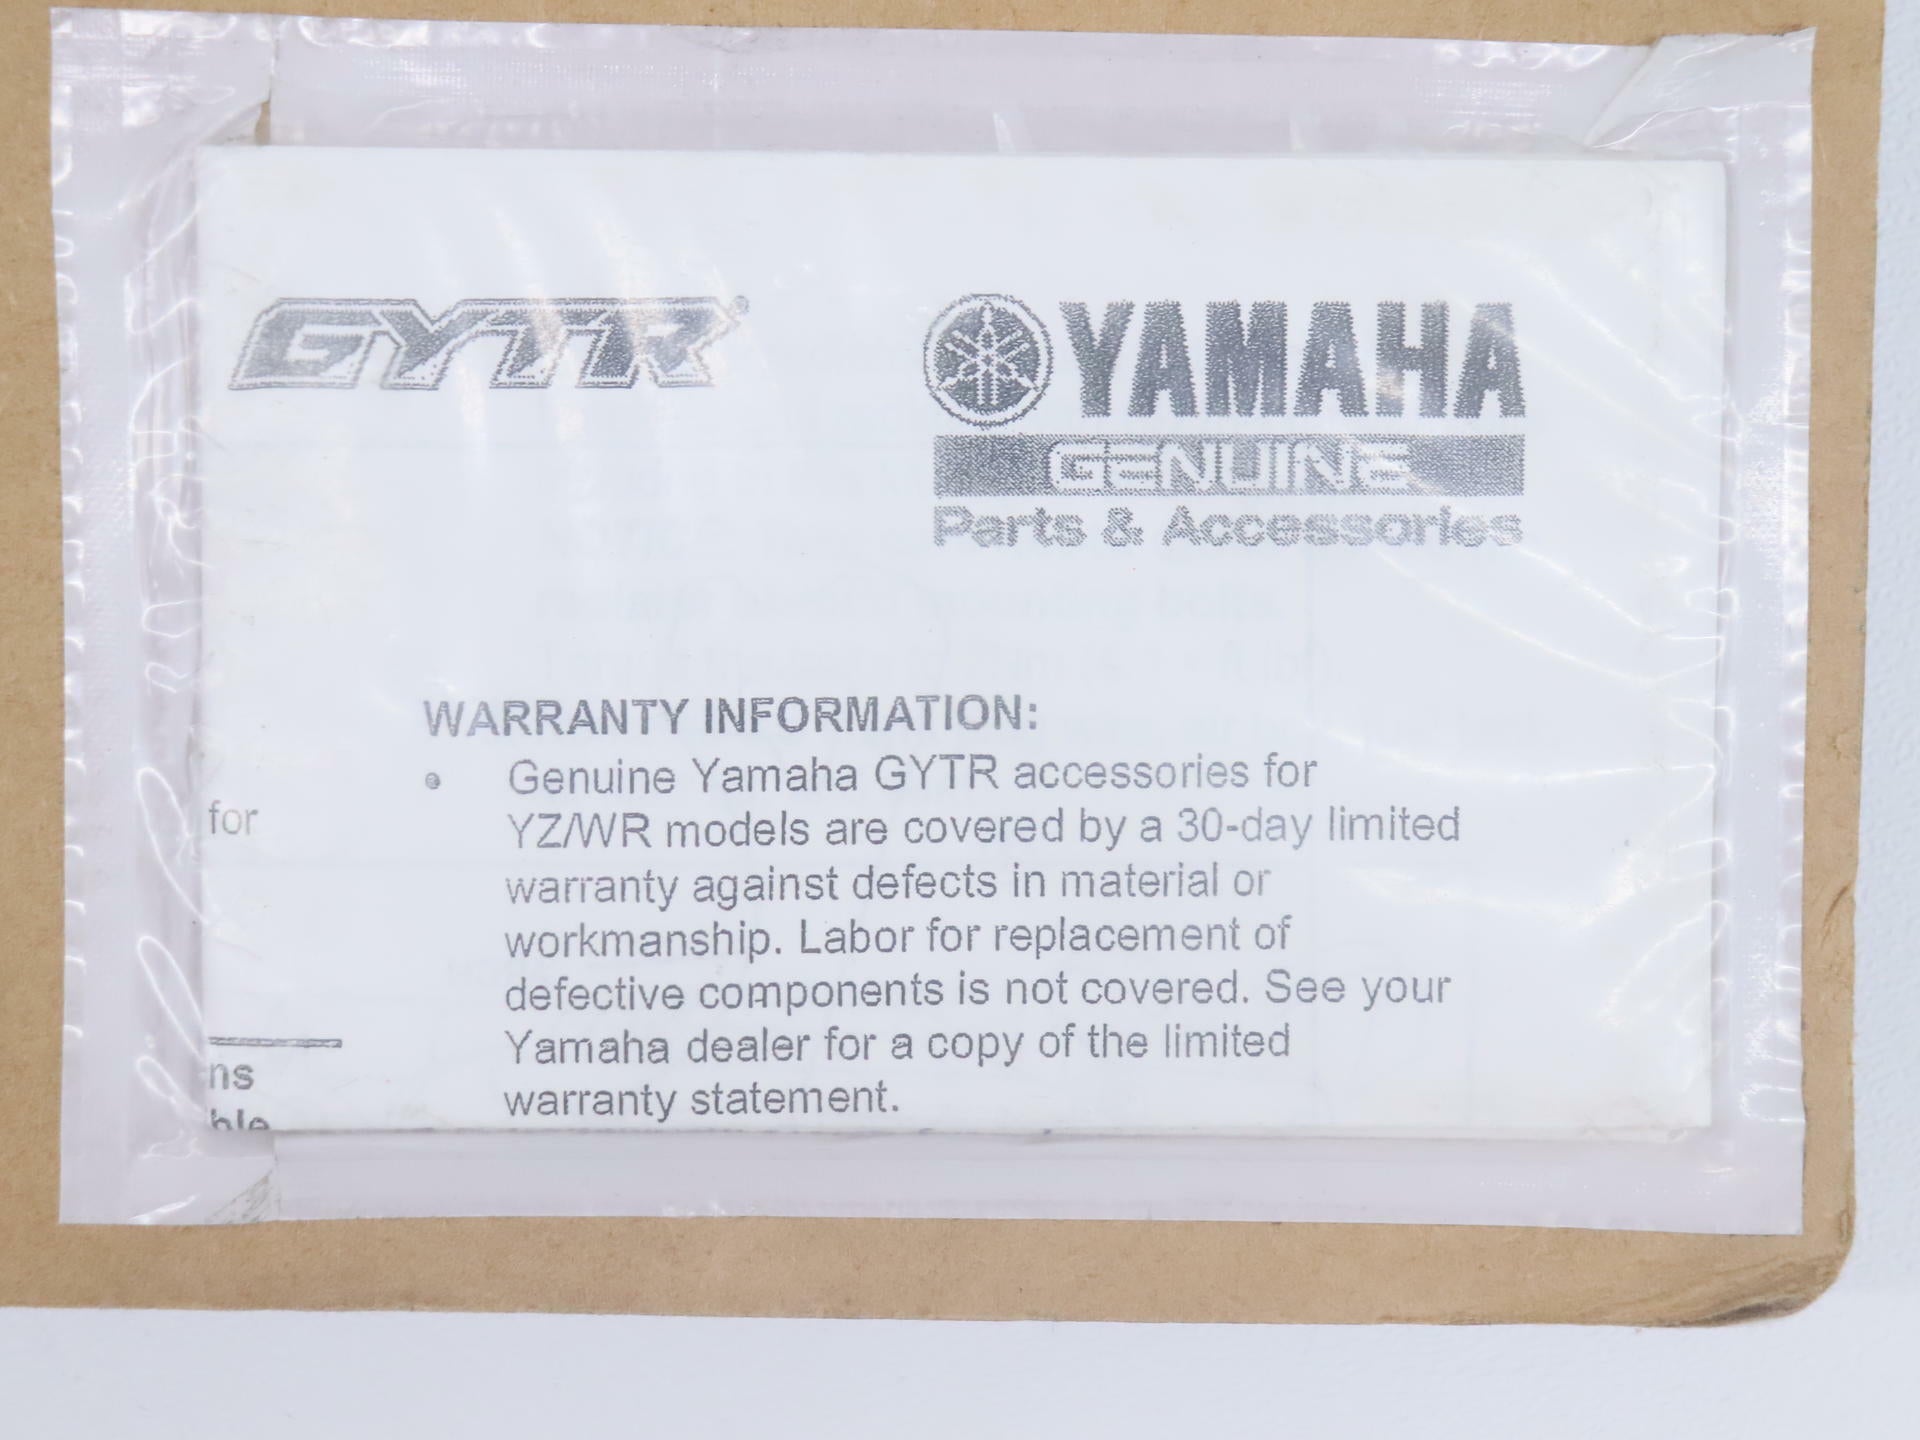 GYTR®
YAMAHA
GENUINE
Parts & Accessories
WARRANTY INFORMATION:
• Genuine Yamaha GYTR accessories for
YZ/WR models are covered by a 30-day limited
warranty against defects in material or
workmanship. Labor for replacement of
defective components is not covered. See your
Yamaha dealer for a copy of the limited
warranty statement.
for
ns
ble